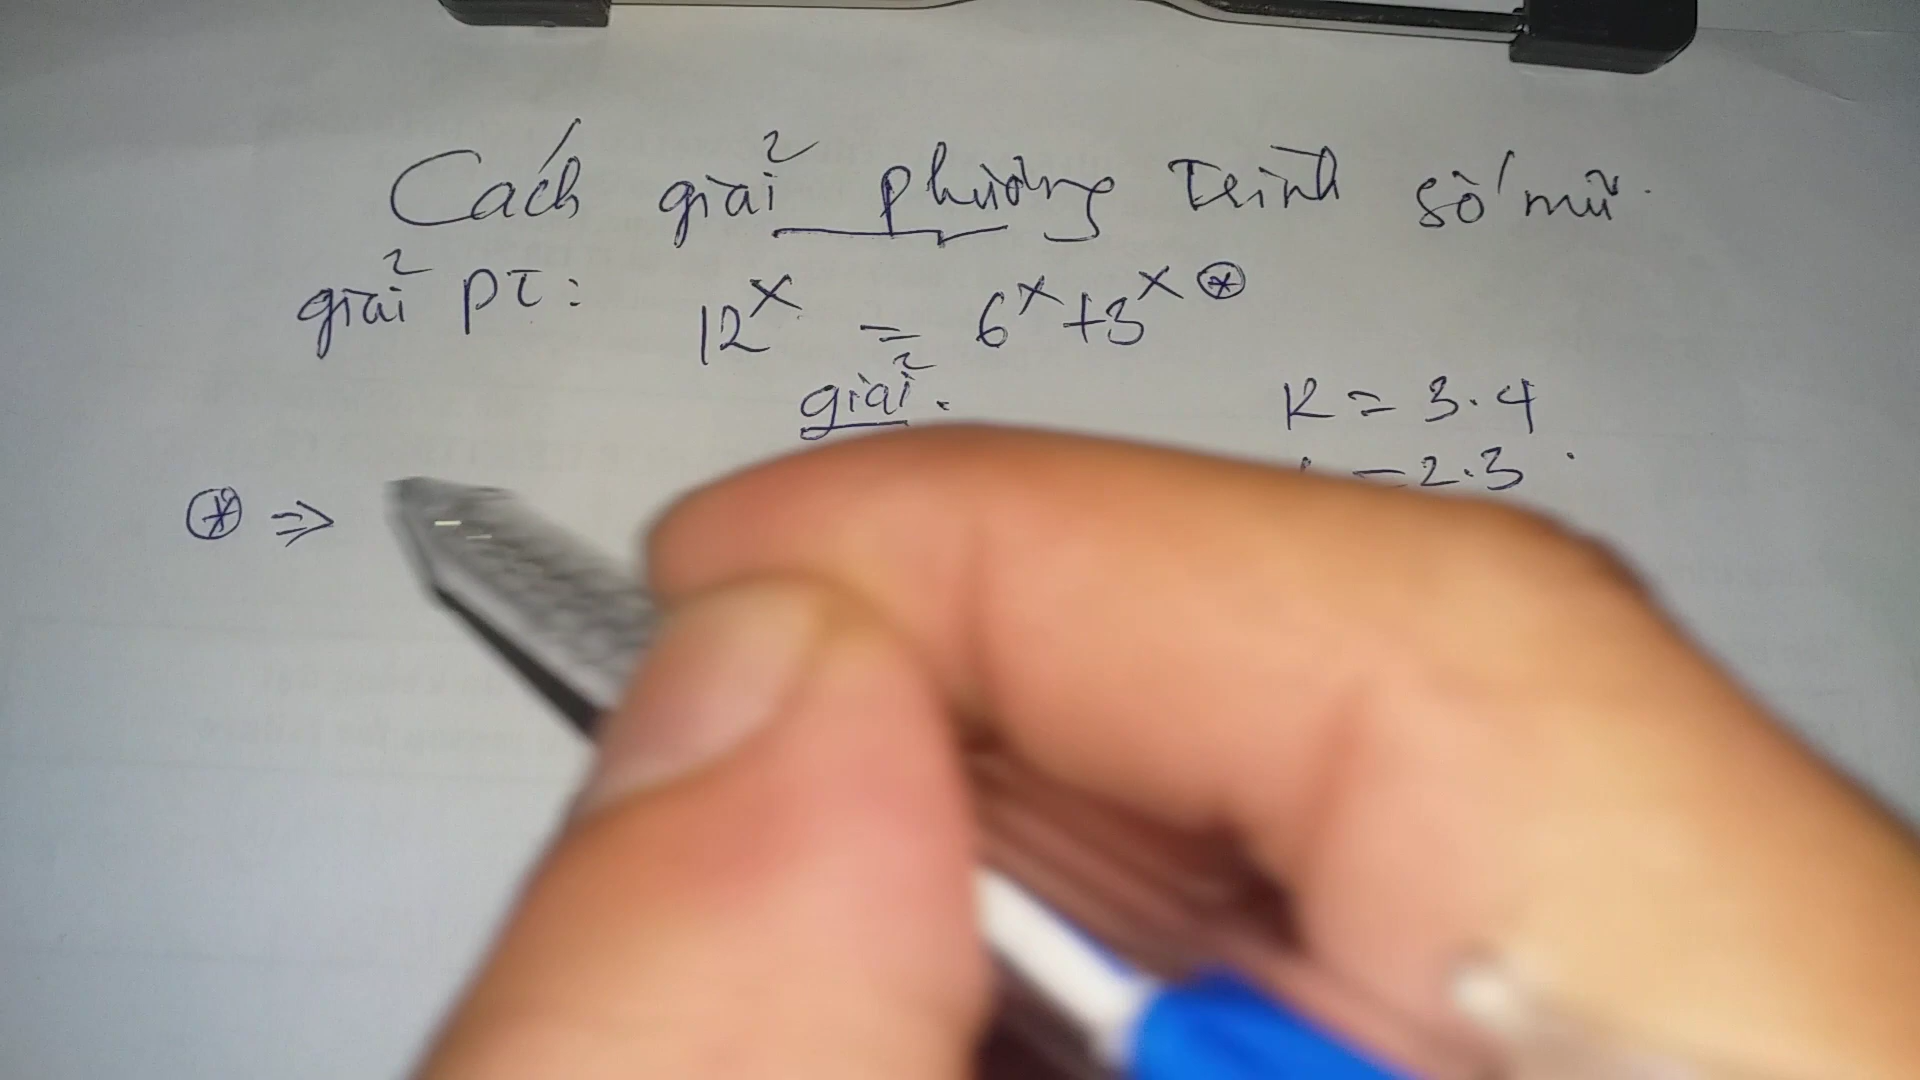 Cách giải phương trình số mũ.
giải PT: 12^x = 6^x + 3^x ⊛
giải.
12 = 3.4
= 2.3
⊛ ⇒